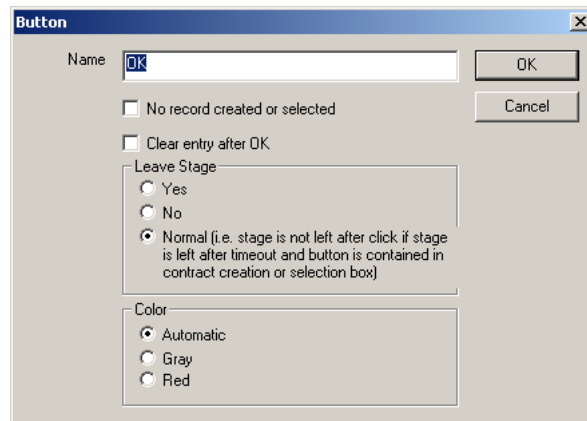 Button
Name
OK
OK
No record created or selected
Cancel
Clear entry after OK
Leave Stage
Yes
No
Normal (i.e. stage is not left after click if stage
is left after timeout and button is contained in
contract creation or selection box)
Color
Automatic
Gray
Red